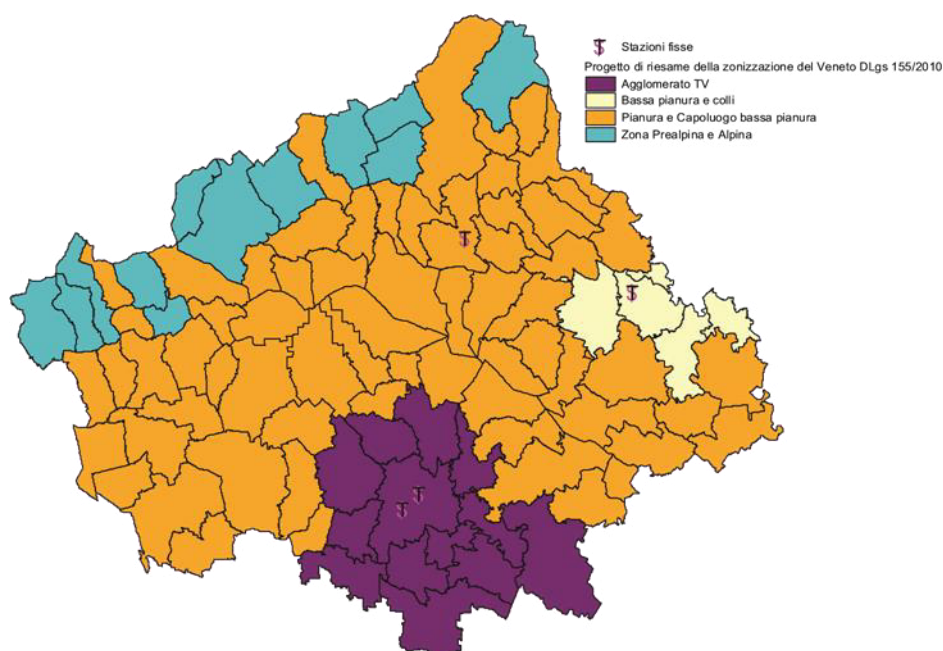 Stazioni fisse
Progetto di riesame della zonizzazione del Veneto DLgs 155/2010
Agglomerato TV
Bassa pianura e colli
Pianura e Capoluogo bassa pianura
Zona Prealpina e Alpina